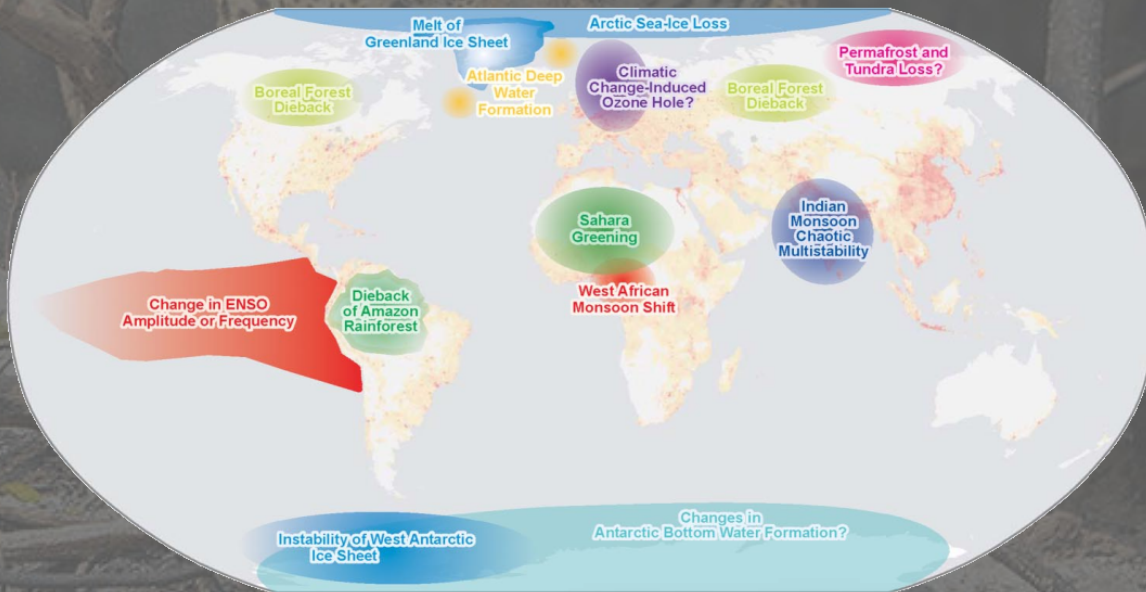 Melt of
Greenland Ice Sheet
Arctic Sea-Ice Loss
Atlantic Deep
Water
Formation
Climatic
Change-Induced
Ozone Hole?
Permafrost and
Tundra Loss?
Boreal Forest
Dieback
Boreal Forest
Dieback
Sahara
Greening
Indian
Monsoon
Chaotic
Multistability
West African
Monsoon Shift
Change in ENSO
Amplitude or Frequency
Dieback
of Amazon
Rainforest
Instability of West Antarctic
Ice Sheet
Changes in
Antarctic Bottom Water Formation?